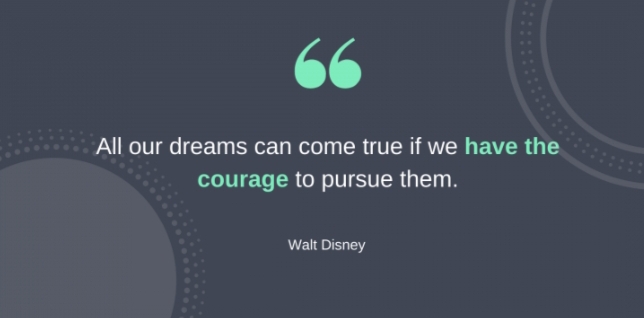 “
All our dreams can come true if we have the
courage to pursue them.
Walt Disney